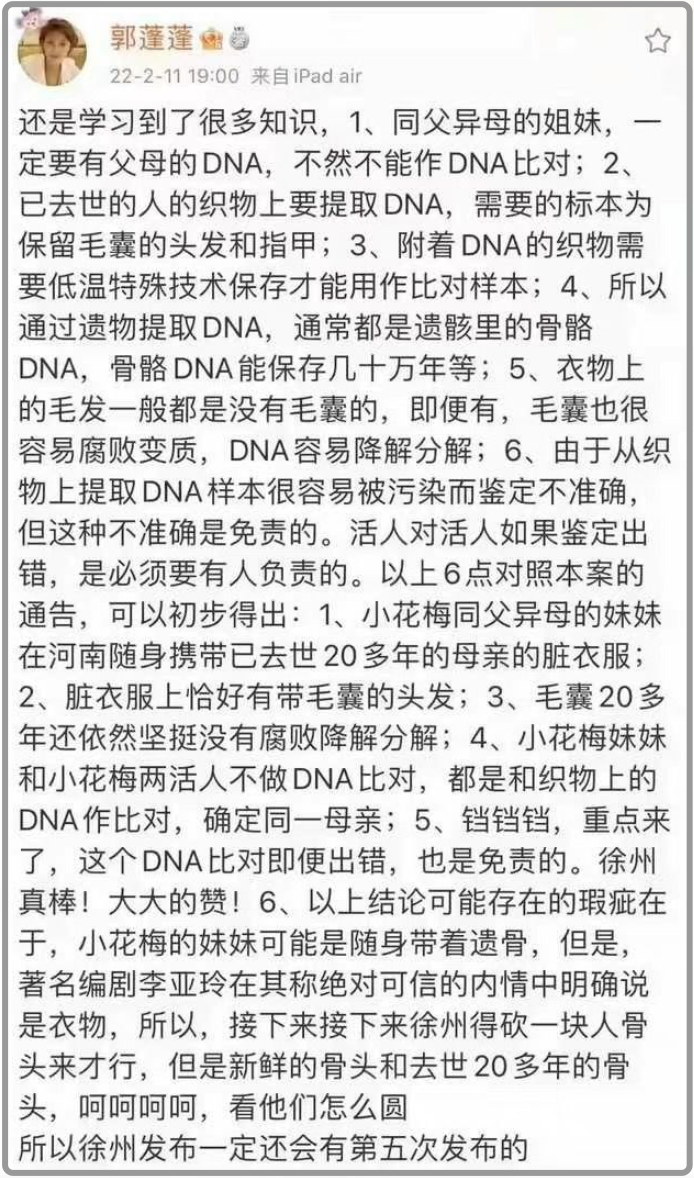 郭蓬蓬
22-2-11 19:00 来自iPad air
还是学习到了很多知识，1、同父异母的姐妹，一
定要有父母的DNA，不然不能作DNA比对；2、
已去世的人的织物上要提取DNA，需要的标本为
保留毛囊的头发和指甲；3、附着DNA的织物需
要低温特殊技术保存才能用作比对样本；4、所以
通过遗物提取DNA，通常都是遗骸里的骨骼
DNA，骨骼DNA能保存几十万年等；5、衣物上
的毛发一般都是没有毛囊的，即便有，毛囊也很
容易腐败变质，DNA容易降解分解；6、由于从织
物上提取DNA样本很容易被污染而鉴定不准确，
但这种不准确是免责的。活人对活人如果鉴定出
错，是必须要有人负责的。以上6点对照本案的
通告，可以初步得出：1、小花梅同父异母的妹妹
在河南随身携带已去世20多年的母亲的脏衣服；
2、脏衣服上恰好有带毛囊的头发；3、毛囊20多
年还依然坚挺没有腐败降解分解；4、小花梅妹妹
和小花梅两活人不做DNA比对，都是和织物上的
DNA作比对，确定同一母亲；5、铛铛铛，重点来
了，这个DNA比对即便出错，也是免责的。徐州
真棒！大大的赞！6、以上结论可能存在的瑕疵在
于，小花梅的妹妹可能是随身带着遗骨，但是，
著名编剧李亚玲在其称绝对可信的内情中明确说
是衣物，所以，接下来接下来徐州得砍一块人骨
头来才行，但是新鲜的骨头和去世20多年的骨
头，呵呵呵呵，看他们怎么圆
所以徐州发布一定还会有第五次发布的